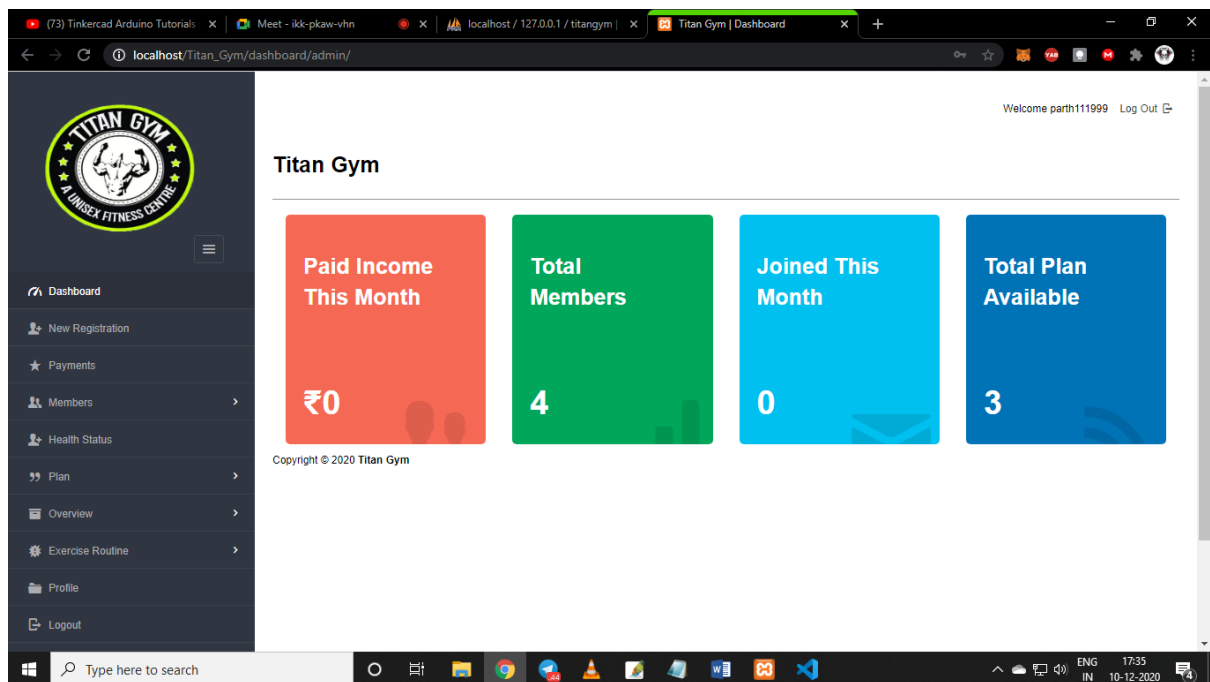 (73) Tinkercad Arduino Tutorials
Meet - ikk-pkaw-vhn
localhost / 127.0.0.1 / titangym |
Titan Gym | Dashboard
localhost/Titan_Gym/dashboard/admin/
YAB
M
TITAN GYM
A UNISEX FITNESS CENTRE
Welcome parth111999 Log Out
Titan Gym
Paid Income
This Month
₹0
Total
Members
4
Joined This
Month
0
Total Plan
Available
3
Copyright © 2020 Titan Gym
Dashboard
New Registration
Payments
Members
Health Status
Plan
Overview
Exercise Routine
Profile
Logout
Type here to search
44
W
ENG
IN
17:35
10-12-2020
4